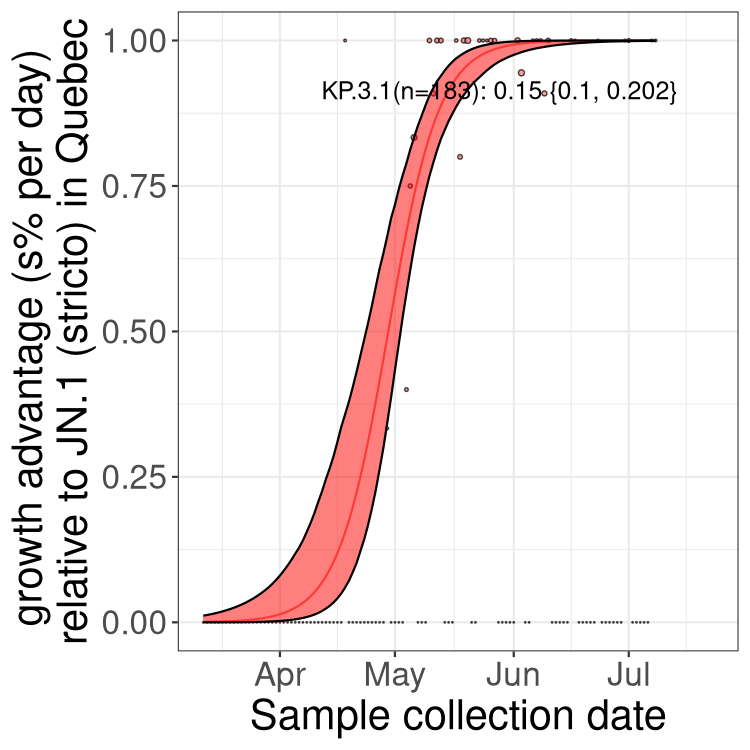 growth advantage (s% per day)
relative to JN.1 (stricto) in Quebec
1.00
0.75
0.50
0.25
0.00
KP.3.1(n=183): 0.15 {0.1, 0.202}
Apr May Jun Jul
Sample collection date